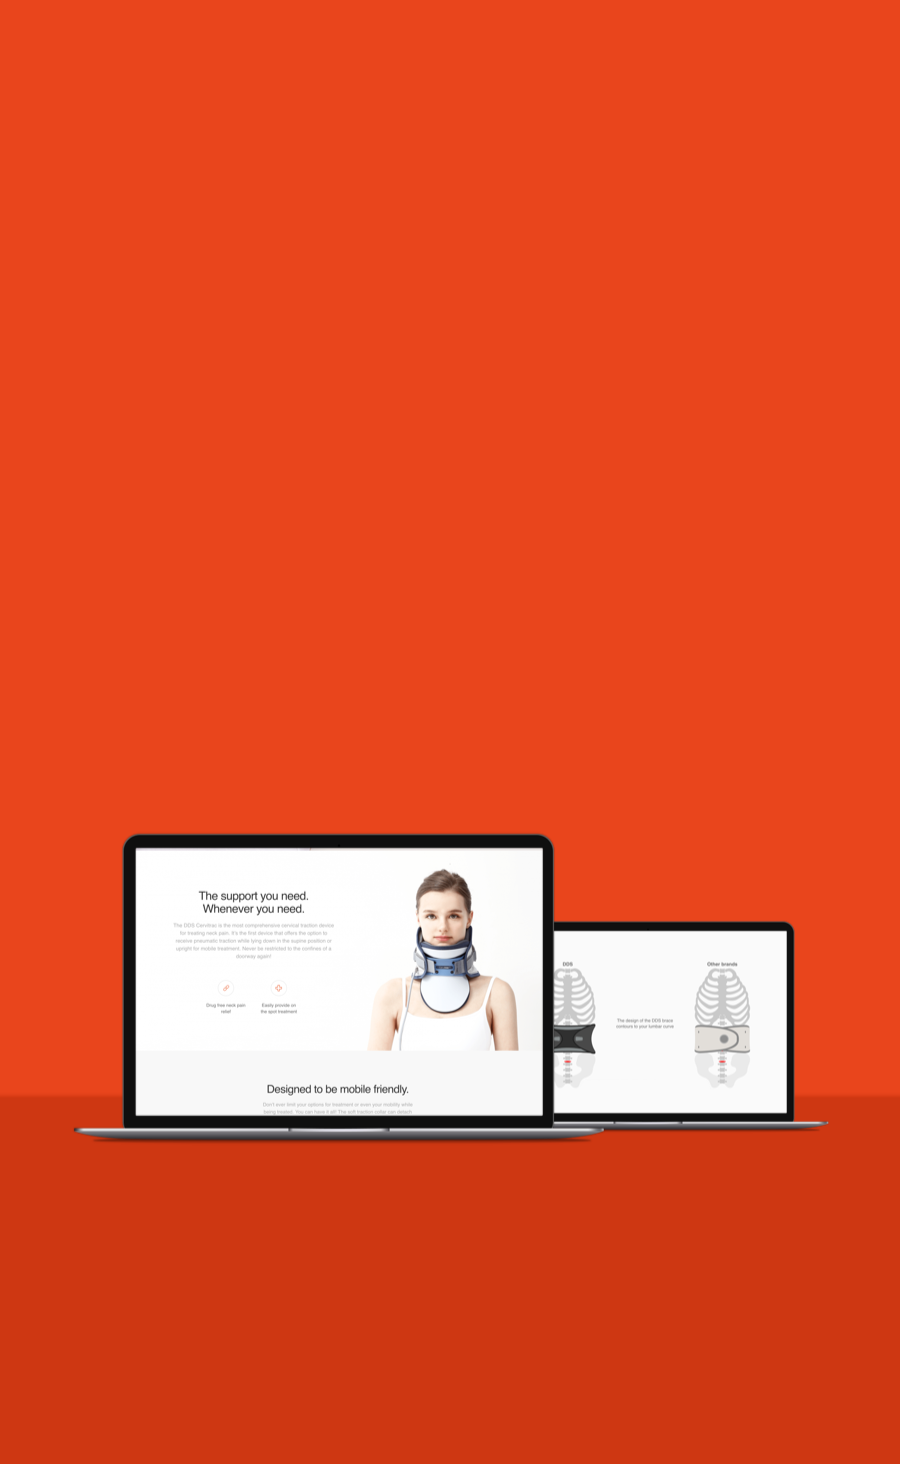 The support you need.
Whenever you need.
The DDS Cervitrac is the most comprehensive cervical traction device
for treating neck pain. It's the first device that offers the option to
receive pneumatic traction while lying down in the supine position or
upright for mobile treatment. Never be restricted to the confines of a
doorway again!
Drug free neck pain
relief
Easily provide on
the spot treatment
Designed to be mobile friendly.
Don't ever limit your options for treatment or even your mobility while
being treated. You can have it all! The soft traction collar can detach
DDS
The design of the DDS brace
contours to your lumbar curve
Other brands